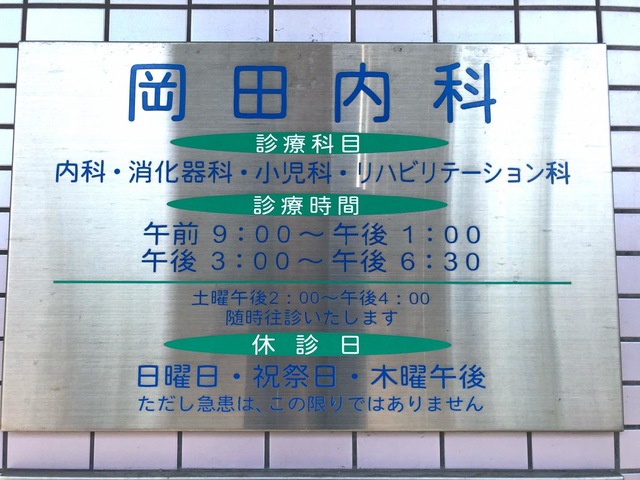 岡田内科
診療科目
内科・消化器科・小児科・リハビリテーション科
診療時間
午前 9：00～午後 1：00
午後 3：00～午後 6：30
土曜午後2：00～午後4：00
随時往診いたします
休診日
日曜日・祝祭日・木曜午後
ただし急患は、この限りではありません